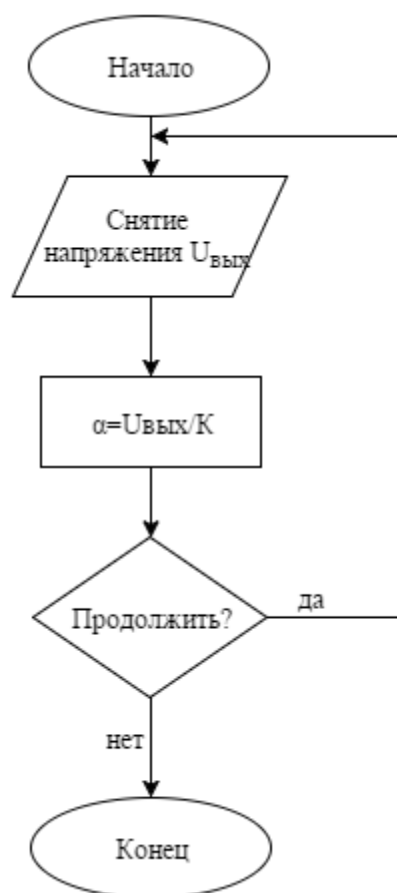 Начало
Снятие
напряжения Uвых
α=Uвых/К
Продолжить?
да
нет
Конец